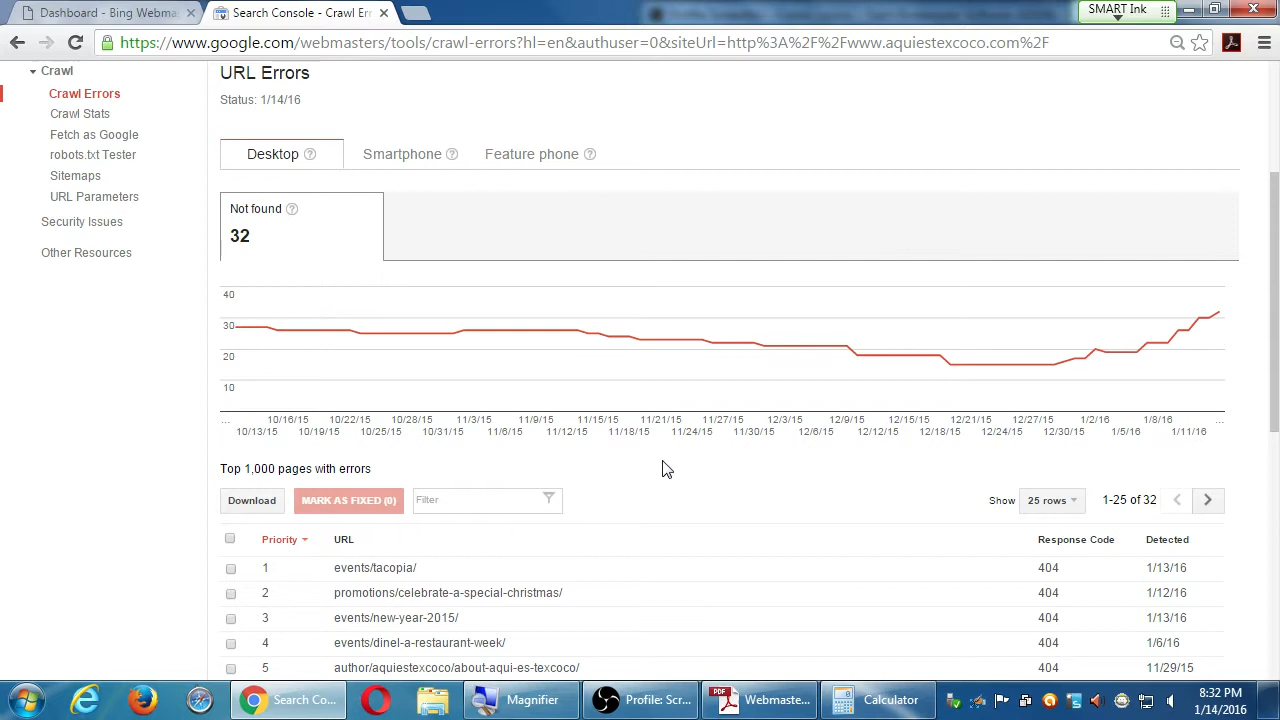 Dashboard - Bing Webma
Search Console - Crawl Er
SMART Ink
https://www.google.com/webmasters/tools/crawl-errors?hl=en&authuser=0&siteUrl=http%3A%2F%2Fwww.aquiestexcoco.com%2F
Crawl
Crawl Errors
Crawl Stats
Fetch as Google
robots.txt Tester
Sitemaps
URL Parameters
Security Issues
Other Resources
URL Errors
Status: 1/14/16
Desktop ?
Smartphone ?
Feature phone ?
Not found ?
32
40
30
20
10
... 10/16/15 10/22/15 10/28/15 11/3/15 11/9/15 11/15/15 11/21/15 11/27/15 12/3/15 12/9/15 12/15/15 12/21/15 12/27/15 1/2/16 1/8/16 ...
10/13/15 10/19/15 10/25/15 10/31/15 11/6/15 11/12/15 11/18/15 11/24/15 11/30/15 12/6/15 12/12/15 12/18/15 12/24/15 12/30/15 1/5/16 1/11/16
Top 1,000 pages with errors
Download
MARK AS FIXED (0)
Filter
Show 25 rows 1-25 of 32
Priority URL Response Code Detected
1 events/tacopia/ 404 1/13/16
2 promotions/celebrate-a-special-christmas/ 404 1/12/16
3 events/new-year-2015/ 404 1/13/16
4 events/dinel-a-restaurant-week/ 404 1/6/16
5 author/aquiestexcoco/about-aqui-es-texcoco/ 404 11/29/15
Search Co...
Magnifier
Profile: Scr...
PDF
Webmaste...
Calculator
8:32 PM
1/14/2016